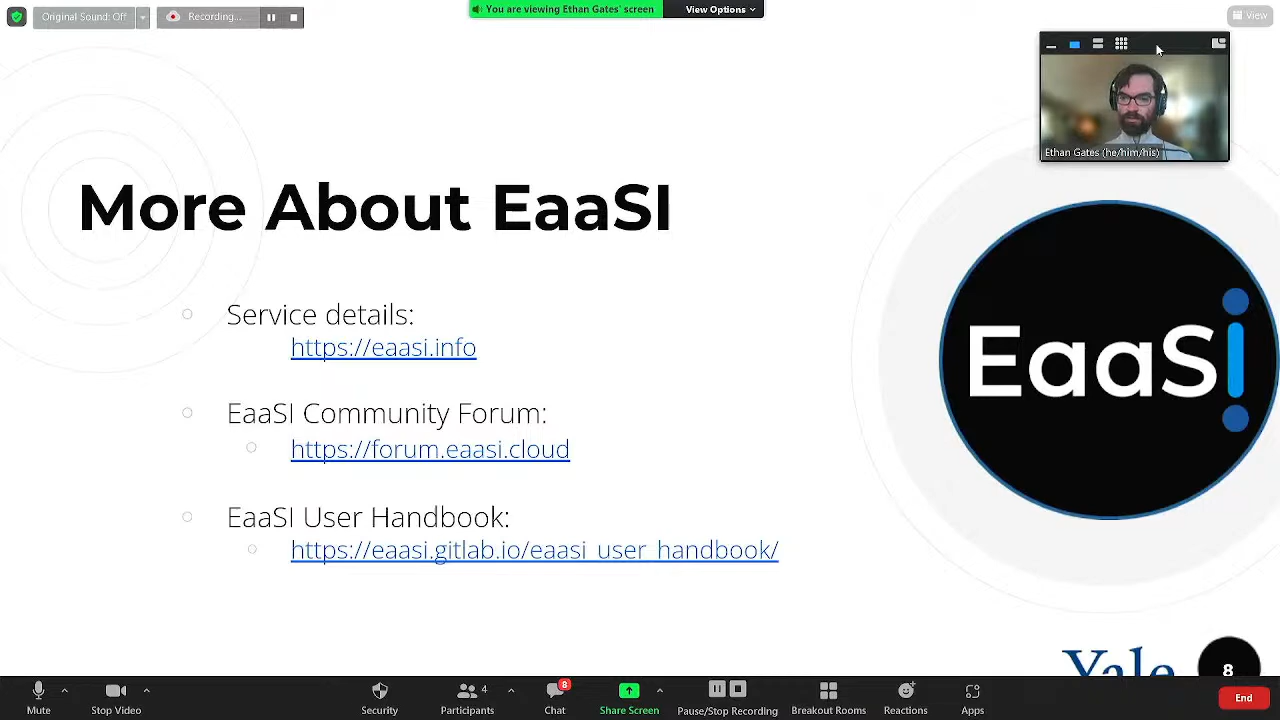 Original Sound: Off
Recording...
You are viewing Ethan Gates' screen
View Options
View
Ethan Gates (he/him/his)
More About EaaSI
Service details:
https://eaasi.info
EaaSI Community Forum:
https://forum.eaasi.cloud
EaaSI User Handbook:
https://eaasi.gitlab.io/eaasi_user_handbook/
EaaSI
Yale
8
Mute
Stop Video
Security
4
Participants
8
Chat
Share Screen
Pause/Stop Recording
Breakout Rooms
Reactions
Apps
End